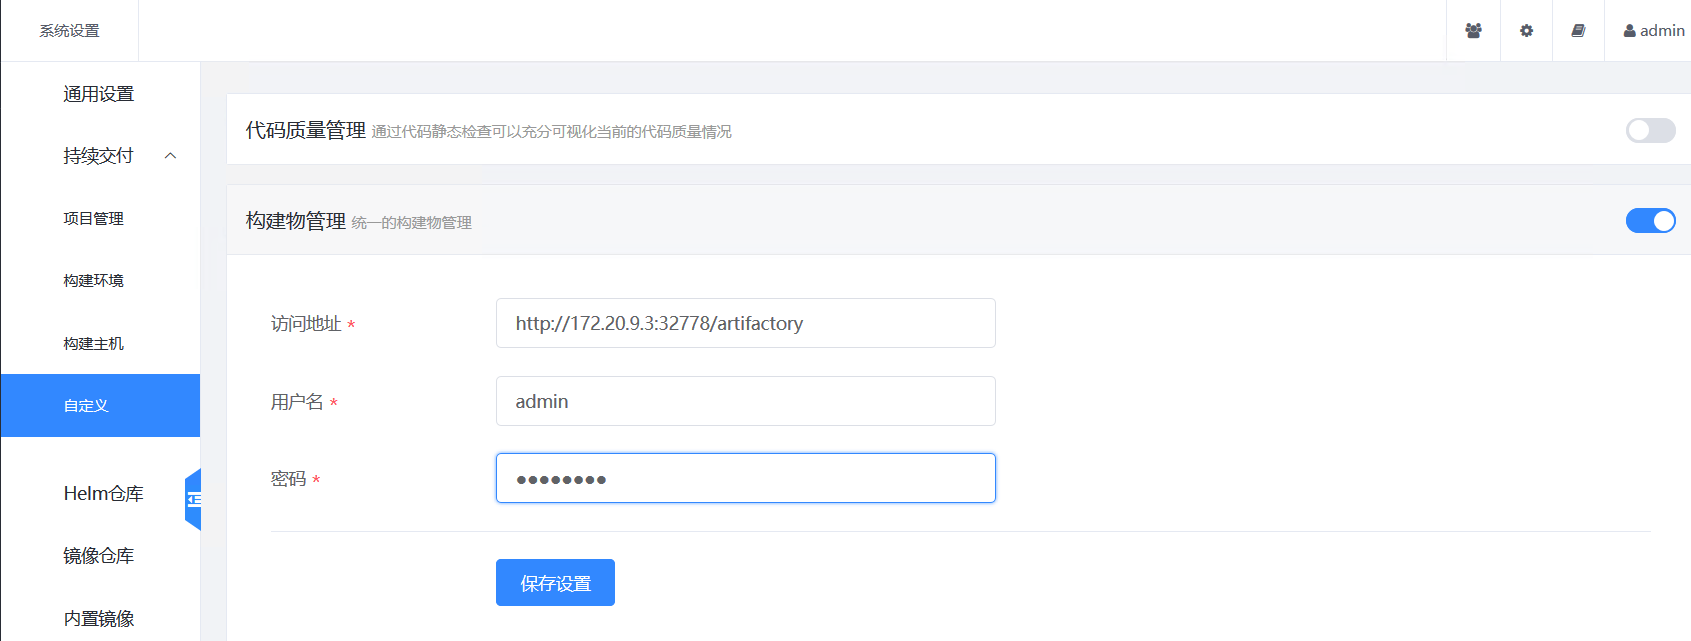 系统设置
admin
通用设置
持续交付
项目管理
构建环境
构建主机
自定义
Helm仓库
镜像仓库
内置镜像
代码质量管理 通过代码静态检查可以充分可视化当前的代码质量情况
构建物管理 统一的构建物管理
访问地址 * http://172.20.9.3:32778/artifactory
用户名 * admin
密码 * ●●●●●●●●
保存设置